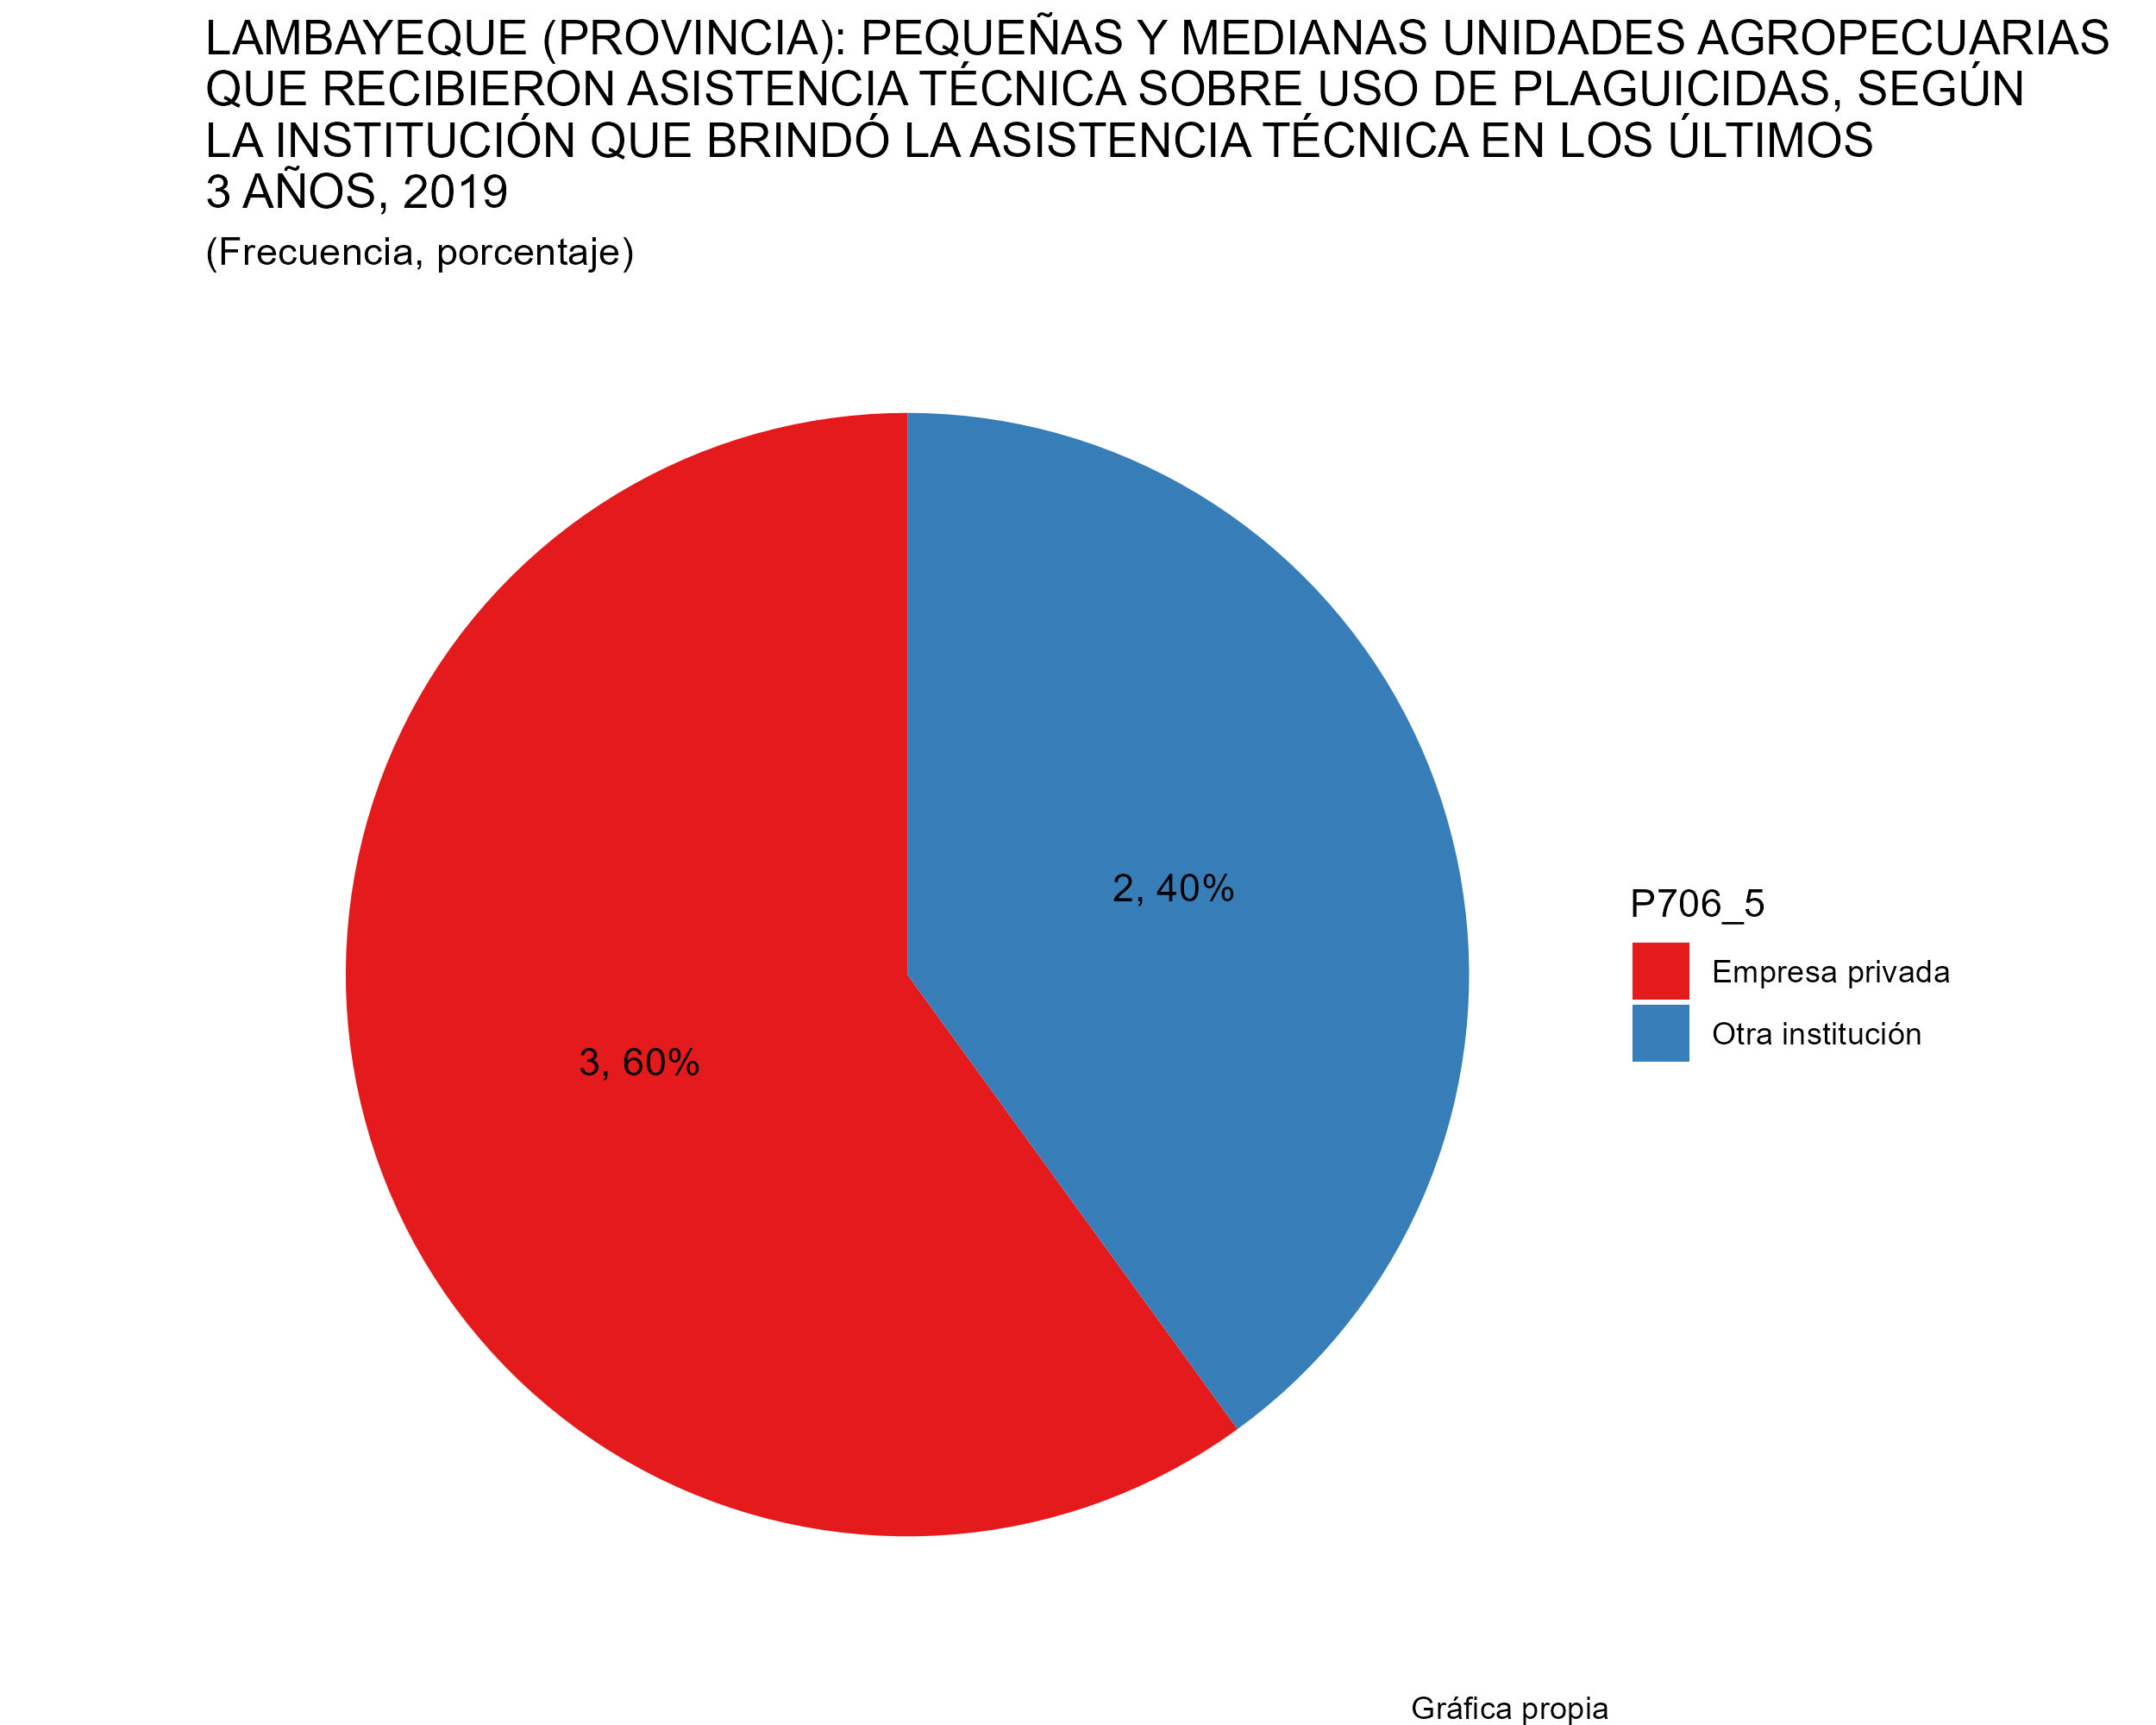 LAMBAYEQUE (PROVINCIA): PEQUEÑAS Y MEDIANAS UNIDADES AGROPECUARIAS
QUE RECIBIERON ASISTENCIA TÉCNICA SOBRE USO DE PLAGUICIDAS, SEGÚN
LA INSTITUCIÓN QUE BRINDÓ LA ASISTENCIA TÉCNICA EN LOS ÚLTIMOS
3 AÑOS, 2019
(Frecuencia, porcentaje)
2, 40%
3, 60%
P706_5
Empresa privada
Otra institución
Gráfica propia